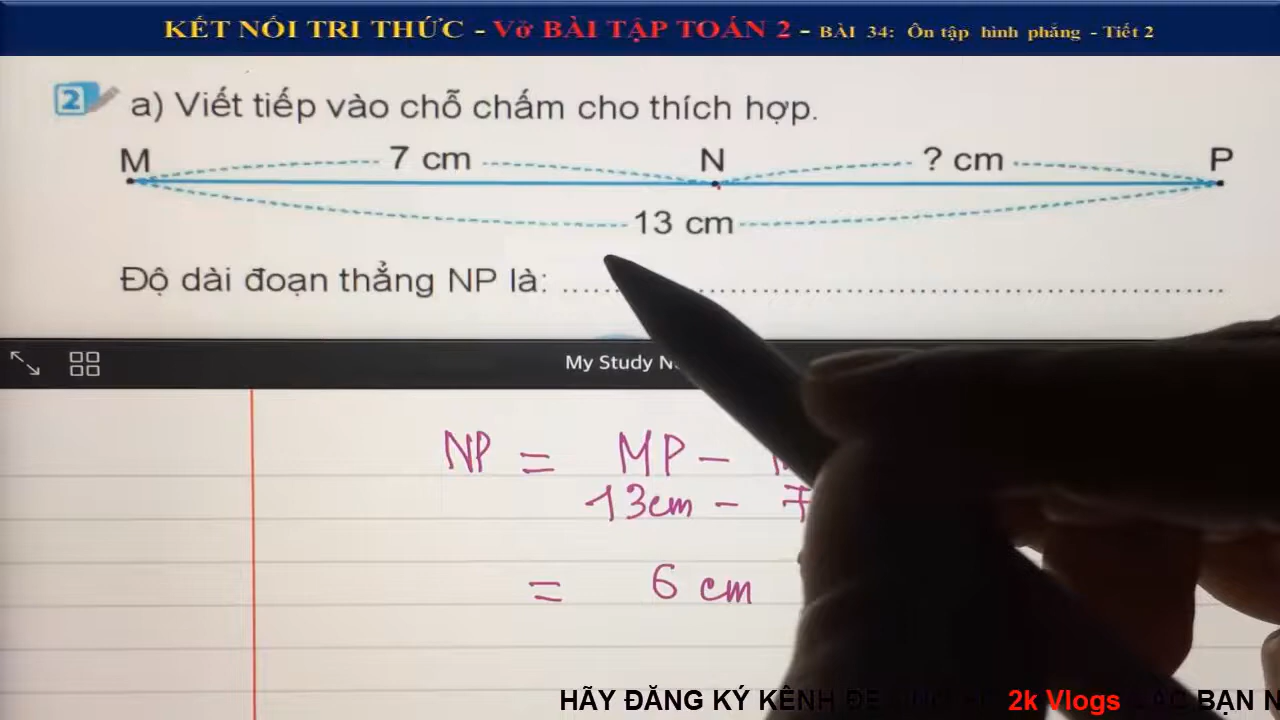 KẾT NỐI TRI THỨC - Vở BÀI TẬP TOÁN 2 - BÀI 34: Ôn tập hình phẳng - Tiết 2
2 a) Viết tiếp vào chỗ chấm cho thích hợp.
M 7 cm N ? cm P
13 cm
Độ dài đoạn thẳng NP là: ........
My Study
NP = MP -
13cm - 7
= 6 cm
HÃY ĐĂNG KÝ KÊNH 2k Vlogs BẠN